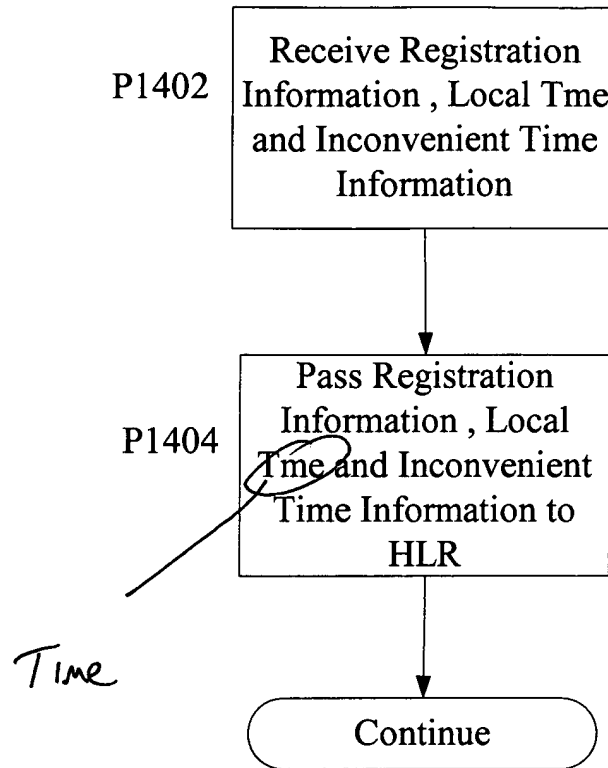 P1402
Receive Registration
Information , Local Tme
and Inconvenient Time
Information
P1404
Pass Registration
Information , Local
Tme and Inconvenient
Time Information to
HLR
Time
Continue